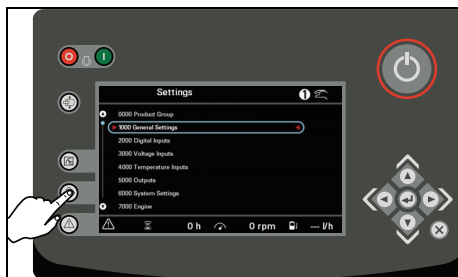 Settings
1
0000 Product Group
1000 General Settings
2000 Digital Inputs
3000 Voltage Inputs
4000 Temperature Inputs
5000 Outputs
6000 System Settings
7000 Engine
0 h 0 rpm --- l/h